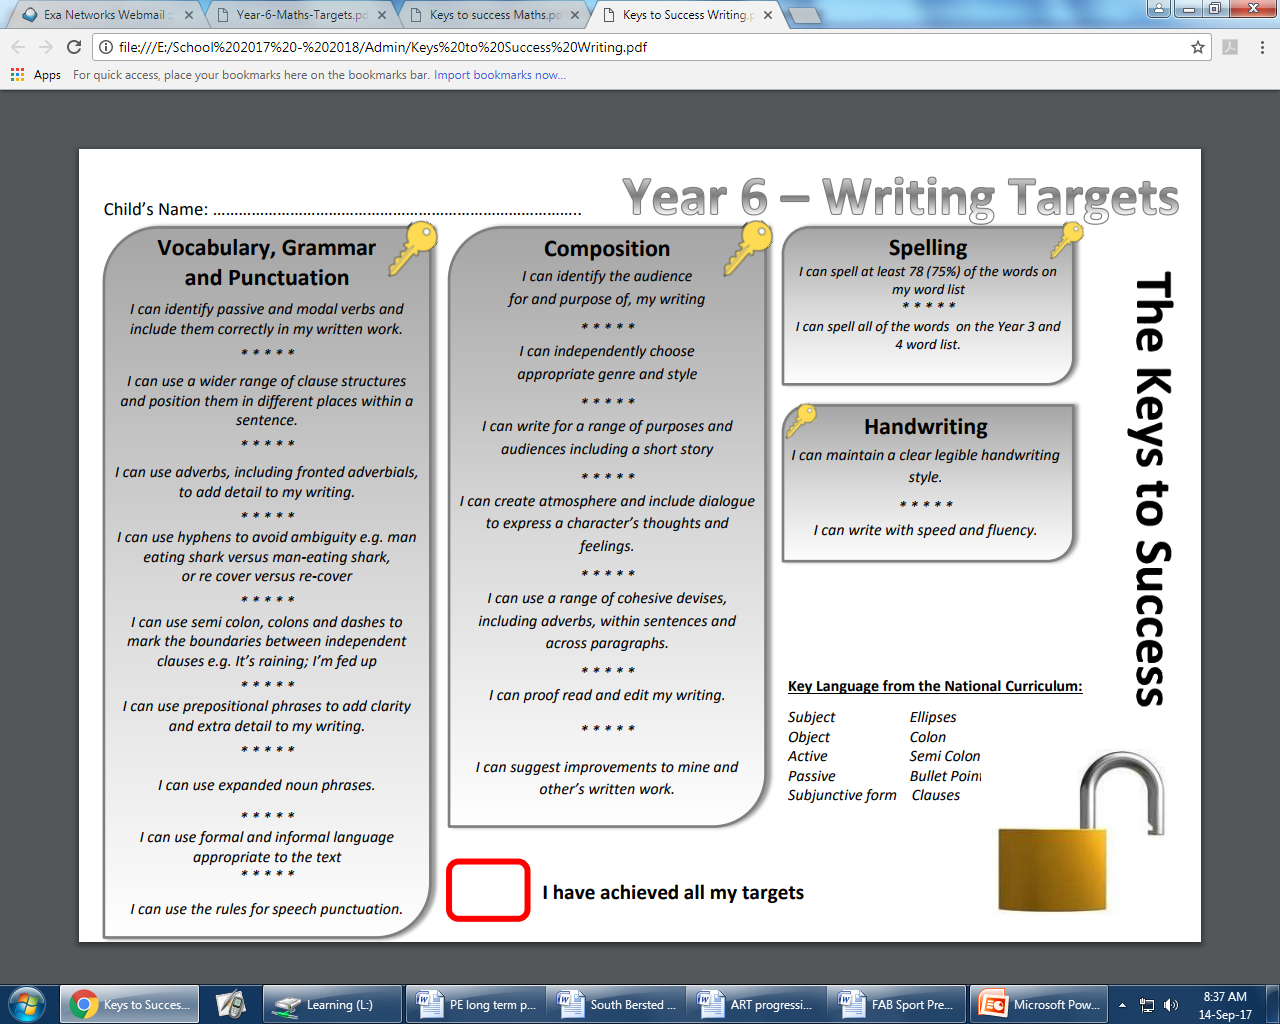 Exa Networks Webmail ::
Year-6-Maths-Targets.pd
Keys to success Maths.pd
Keys to Success Writing.p
file:///E:/School%202017%20-%202018/Admin/Keys%20to%20Success%20Writing.pdf
Apps
For quick access, place your bookmarks here on the bookmarks bar. Import bookmarks now...
Child's Name: ……………………………………………………………………..
Year 6 – Writing Targets
Vocabulary, Grammar
and Punctuation
I can identify passive and modal verbs and
include them correctly in my written work.
* * * * *
I can use a wider range of clause structures
and position them in different places within a
sentence.
* * * * *
I can use adverbs, including fronted adverbials,
to add detail to my writing.
* * * * *
I can use hyphens to avoid ambiguity e.g. man
eating shark versus man-eating shark,
or re cover versus re-cover
* * * * *
I can use semi colon, colons and dashes to
mark the boundaries between independent
clauses e.g. It's raining; I'm fed up
* * * * *
I can use prepositional phrases to add clarity
and extra detail to my writing.
* * * * *
I can use expanded noun phrases.
* * * * *
I can use formal and informal language
appropriate to the text
* * * * *
I can use the rules for speech punctuation.
Composition
I can identify the audience
for and purpose of, my writing
* * * * *
I can independently choose
appropriate genre and style
* * * * *
I can write for a range of purposes and
audiences including a short story
* * * * *
I can create atmosphere and include dialogue
to express a character's thoughts and
feelings.
* * * * *
I can use a range of cohesive devises,
including adverbs, within sentences and
across paragraphs.
* * * * *
I can proof read and edit my writing.
* * * * *
I can suggest improvements to mine and
other's written work.
I have achieved all my targets
Spelling
I can spell at least 78 (75%) of the words on
my word list
* * * * *
I can spell all of the words on the Year 3 and
4 word list.
Handwriting
I can maintain a clear legible handwriting
style.
* * * * *
I can write with speed and fluency.
Key Language from the National Curriculum:
Subject Ellipses
Object Colon
Active Semi Colon
Passive Bullet Point
Subjunctive form Clauses
The Keys to Success
Keys to Succes...
Learning (L:)
PE long term p...
South Bersted ...
ART progressi...
FAB Sport Pre...
Microsoft Pow...
8:37 AM
14-Sep-17